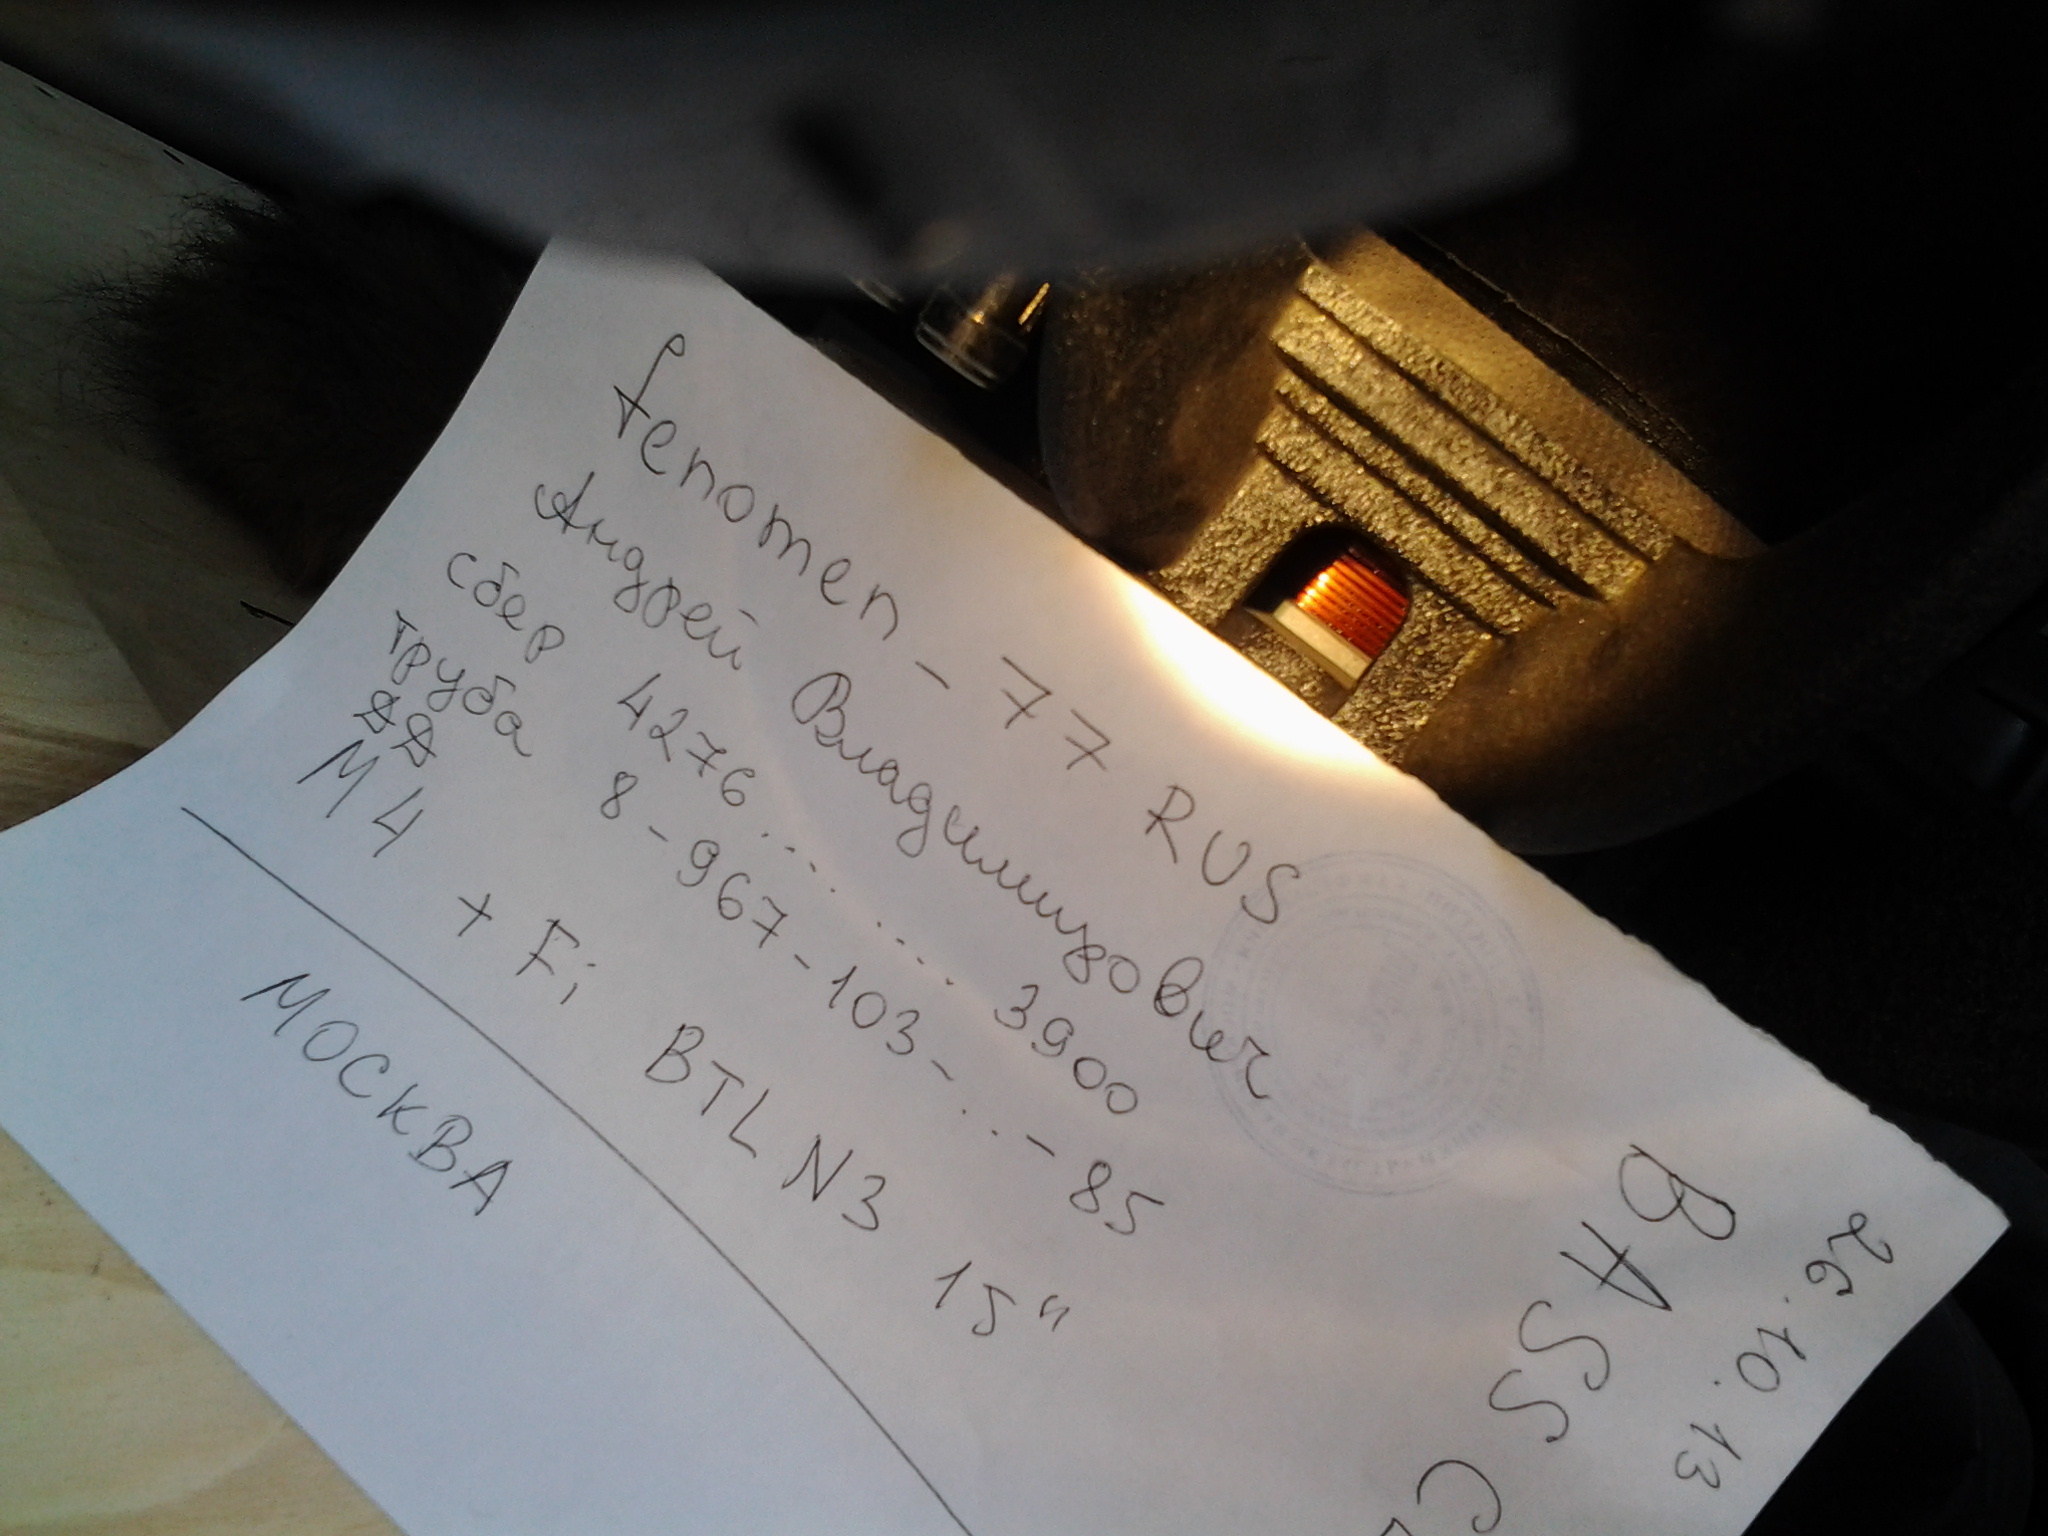 fenomen - 77 RUS
Андрей Владимирович
сбер 4276 .... .... 3900
труба 8-967-103-..-85
M4 + Fi BTL N3 15"
МОСКВА
26.10.13
BASS